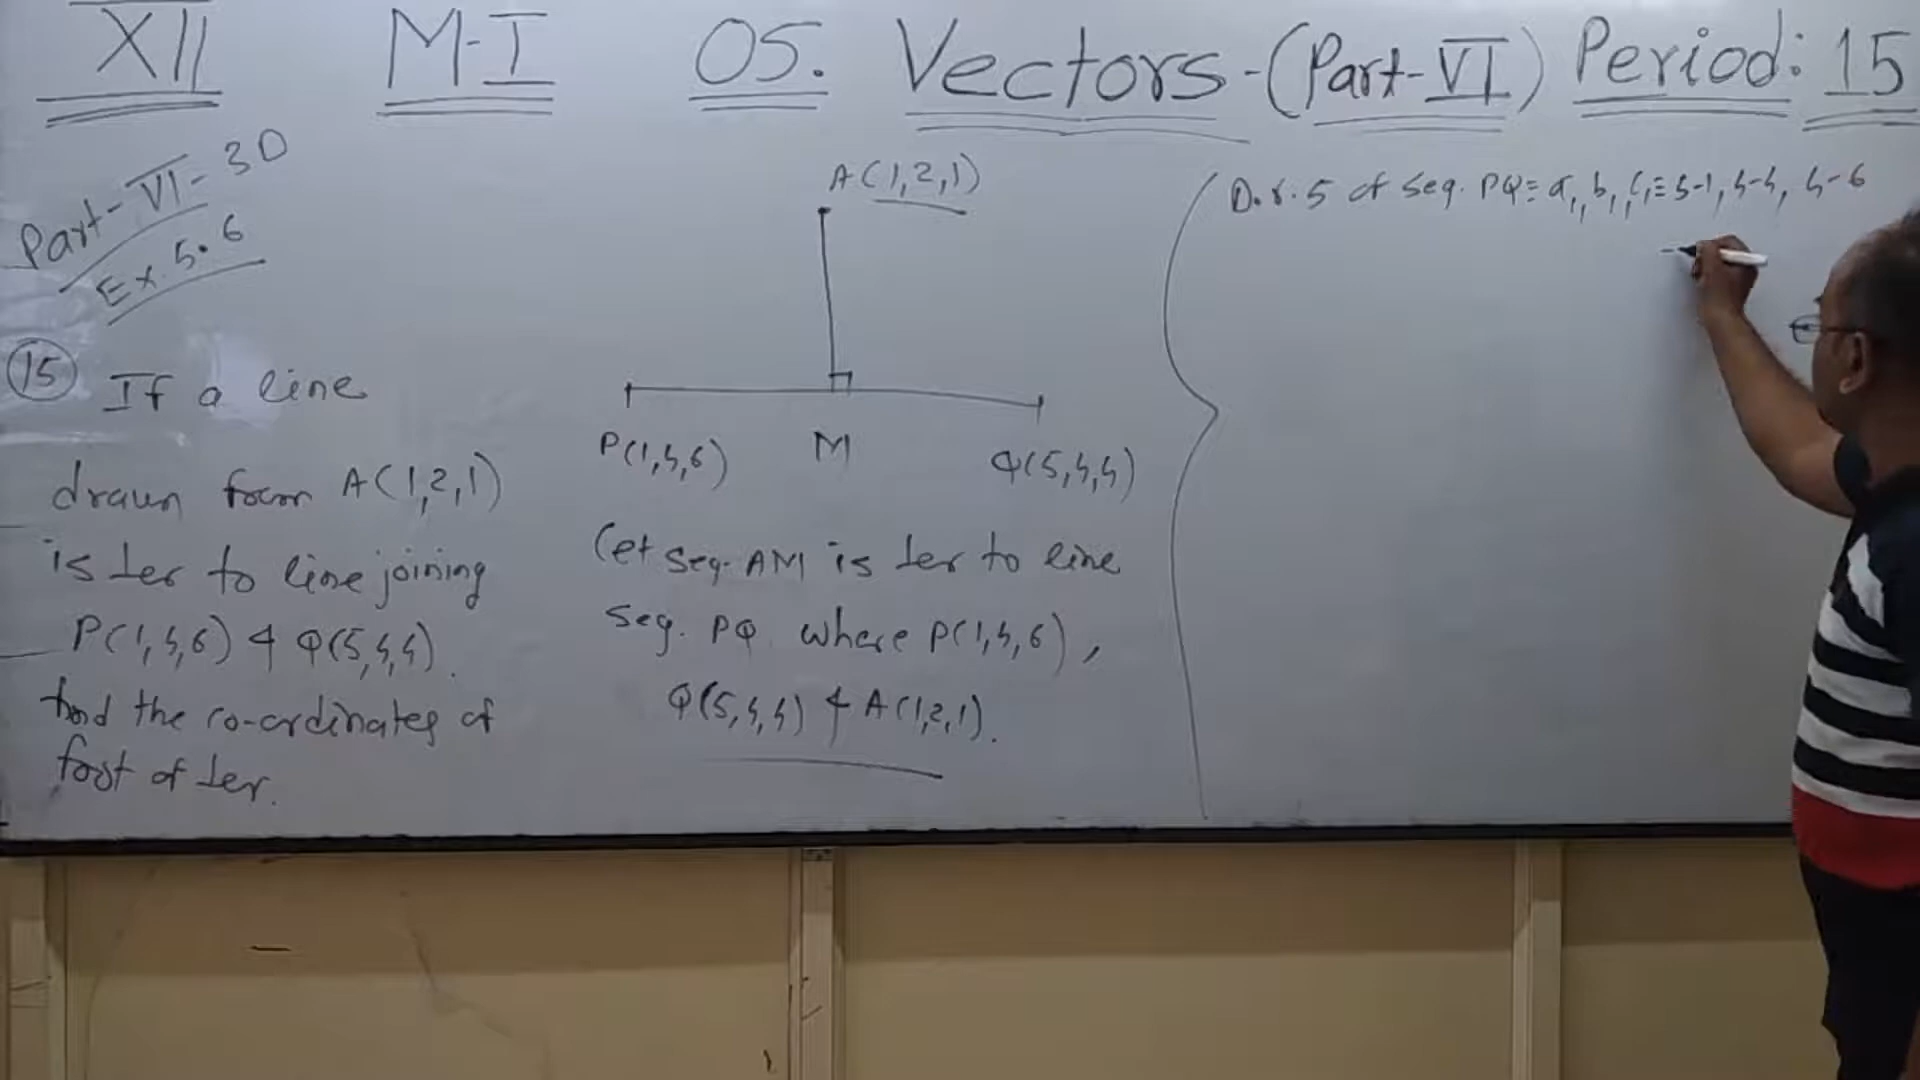 XII M-I 05. Vectors-(Part-VI) Period: 15
Part-VI-3D
Ex. 5.6
15 If a line
drawn from A(1,2,1)
is ⊥er to line joining
P(1,4,6) & Q(5,4,4).
find the co-ordinates of
foot of ⊥er.
A(1,2,1)
P(1,4,6) M Q(5,4,4)
Let seg. AM is ⊥er to line
seg. PQ where P(1,4,6),
Q(5,4,4) & A(1,2,1).
D.r.s of seg. PQ = a₁, b₁, c₁ ≡ 5-1, 4-4, 4-6